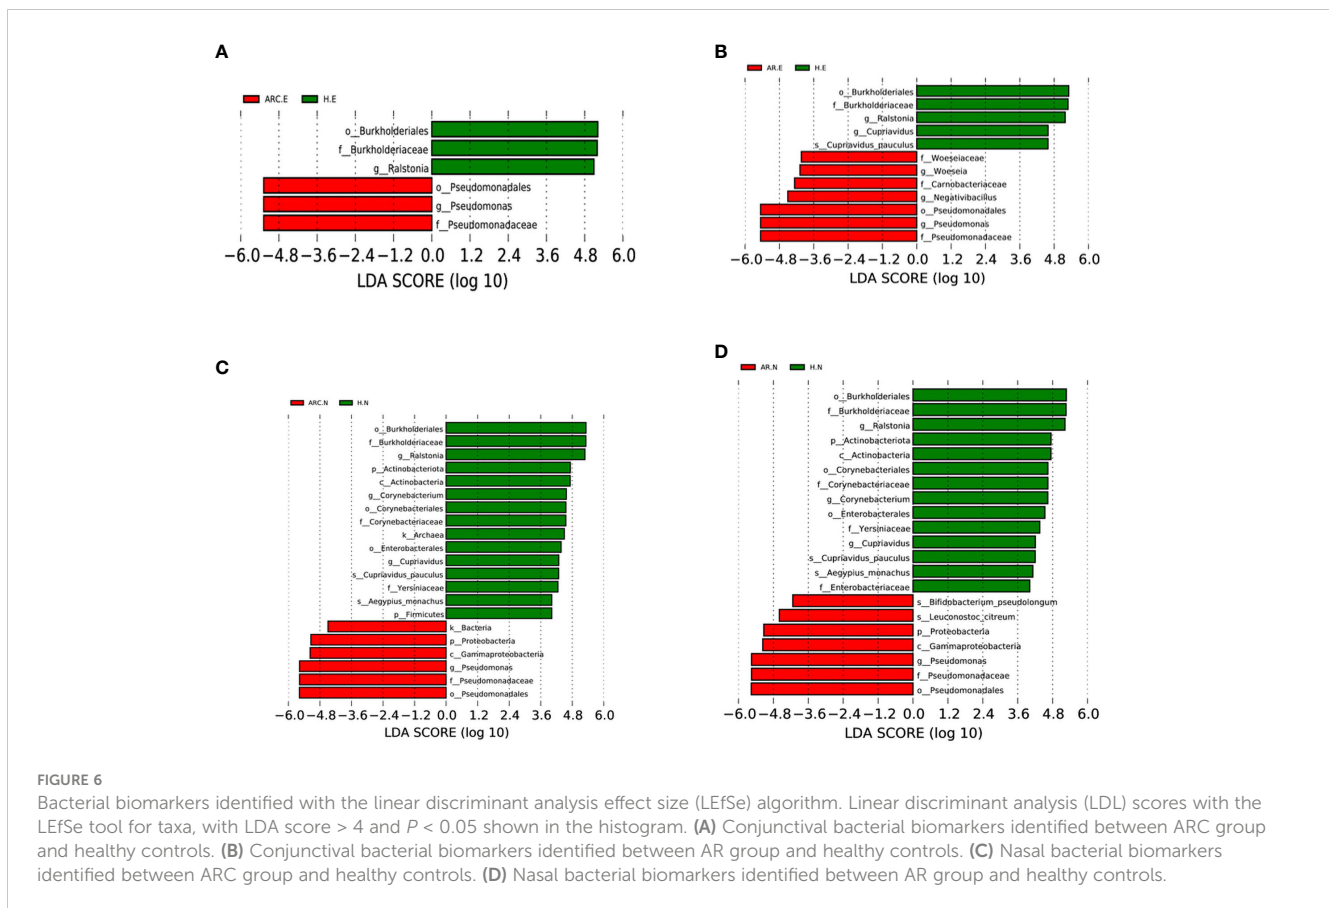 A
ARC.E H.E
o__Burkholderiales
f__Burkholderiaceae
g__Ralstonia
o__Pseudomonadales
g__Pseudomonas
f__Pseudomonadaceae
−6.0 −4.8 −3.6 −2.4 −1.2 0.0 1.2 2.4 3.6 4.8 6.0
LDA SCORE (log 10)
B
AR.E H.E
o__Burkholderiales
f__Burkholderiaceae
g__Ralstonia
g__Cupriavidus
s__Cupriavidus_pauculus
f__Woeseiaceae
g__Woeseia
f__Carnobacteriaceae
g__Negativibacillus
o__Pseudomonadales
g__Pseudomonas
f__Pseudomonadaceae
−6.0 −4.8 −3.6 −2.4 −1.2 0.0 1.2 2.4 3.6 4.8 6.0
LDA SCORE (log 10)
C
ARC.N H.N
o__Burkholderiales
f__Burkholderiaceae
g__Ralstonia
p__Actinobacteriota
c__Actinobacteria
g__Corynebacterium
o__Corynebacteriales
f__Corynebacteriaceae
k__Archaea
o__Enterobacterales
g__Cupriavidus
s__Cupriavidus_pauculus
f__Yersiniaceae
s__Aegypius_monachus
p__Firmicutes
k__Bacteria
p__Proteobacteria
c__Gammaproteobacteria
g__Pseudomonas
f__Pseudomonadaceae
o__Pseudomonadales
−6.0 −4.8 −3.6 −2.4 −1.2 0.0 1.2 2.4 3.6 4.8 6.0
LDA SCORE (log 10)
D
AR.N H.N
o__Burkholderiales
f__Burkholderiaceae
g__Ralstonia
p__Actinobacteriota
c__Actinobacteria
o__Corynebacteriales
f__Corynebacteriaceae
g__Corynebacterium
o__Enterobacterales
f__Yersiniaceae
g__Cupriavidus
s__Cupriavidus_pauculus
s__Aegypius_monachus
f__Enterobacteriaceae
s__Bifidobacterium_pseudolongum
s__Leuconostoc_citreum
p__Proteobacteria
c__Gammaproteobacteria
g__Pseudomonas
f__Pseudomonadaceae
o__Pseudomonadales
−6.0 −4.8 −3.6 −2.4 −1.2 0.0 1.2 2.4 3.6 4.8 6.0
LDA SCORE (log 10)
FIGURE 6
Bacterial biomarkers identified with the linear discriminant analysis effect size (LEfSe) algorithm. Linear discriminant analysis (LDL) scores with the
LEfSe tool for taxa, with LDA score > 4 and P < 0.05 shown in the histogram. (A) Conjunctival bacterial biomarkers identified between ARC group
and healthy controls. (B) Conjunctival bacterial biomarkers identified between AR group and healthy controls. (C) Nasal bacterial biomarkers
identified between ARC group and healthy controls. (D) Nasal bacterial biomarkers identified between AR group and healthy controls.